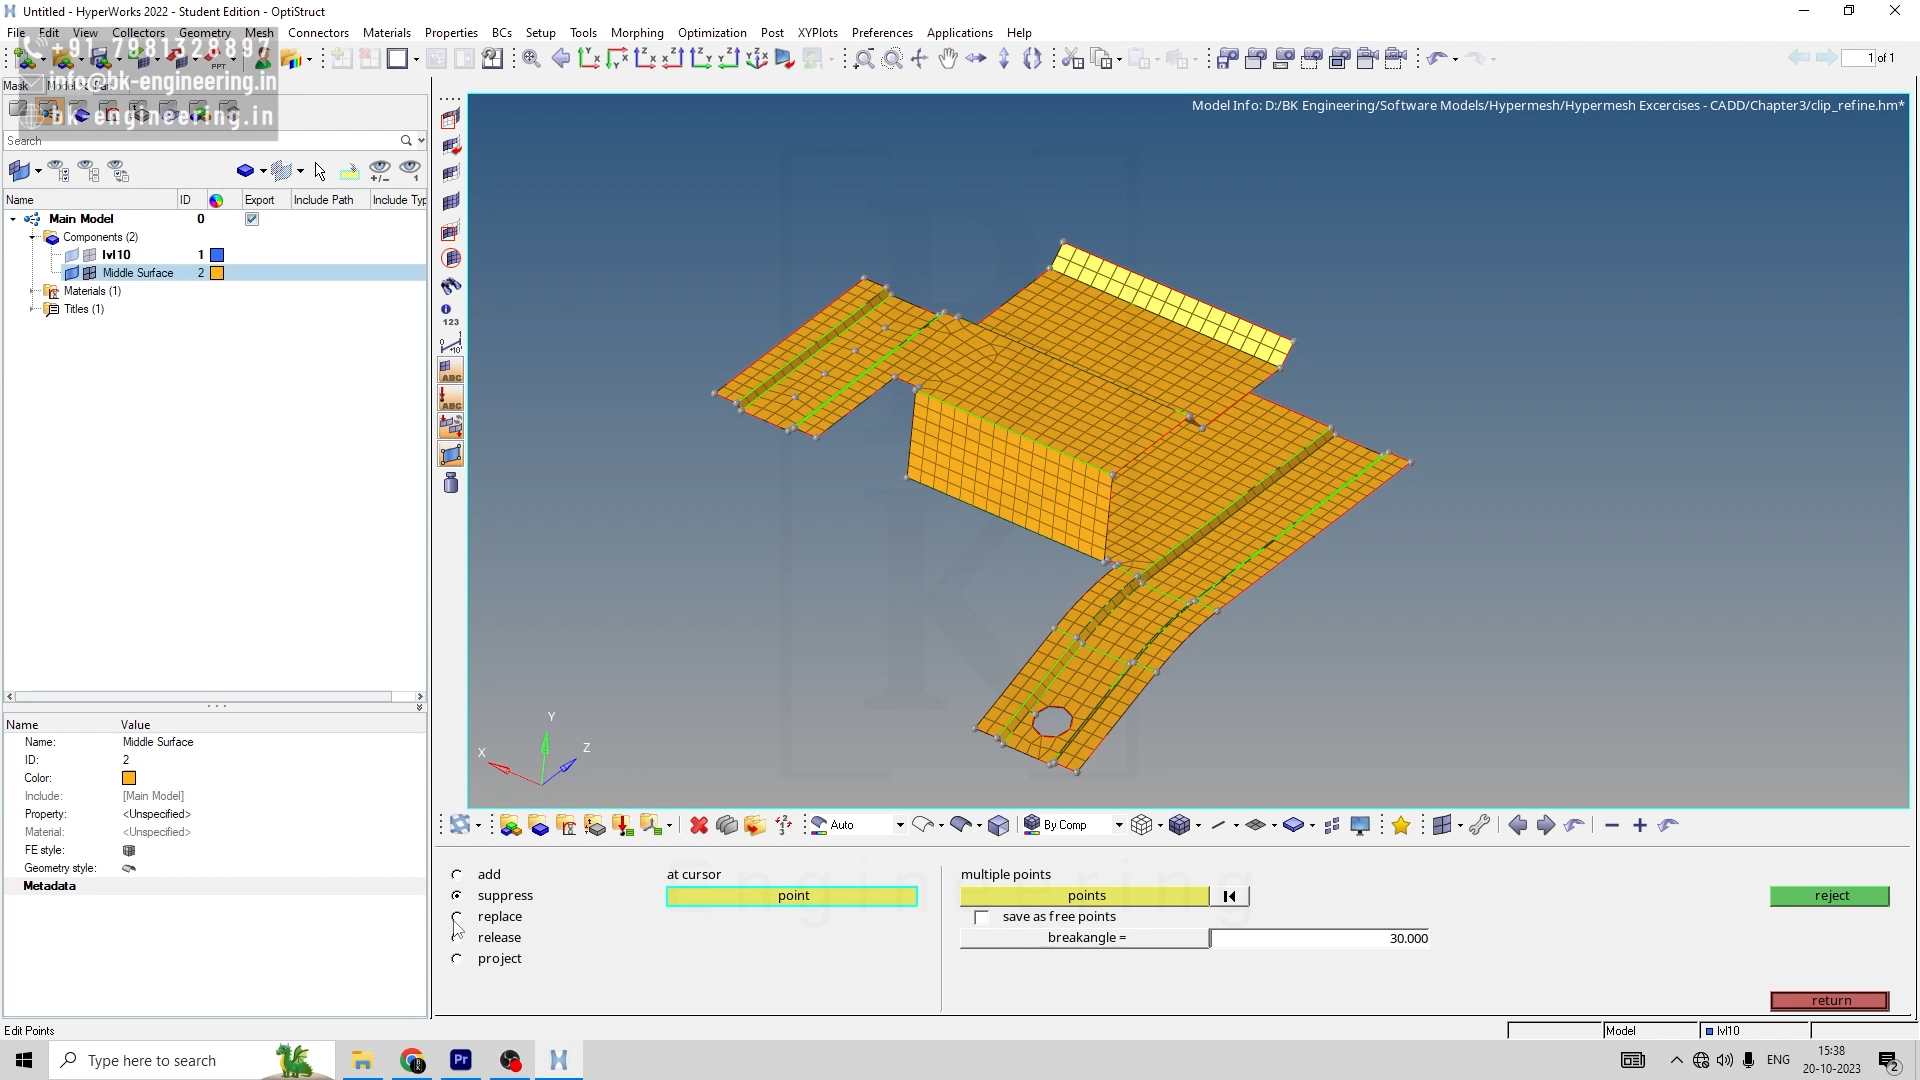 Untitled - HyperWorks 2022 - Student Edition - OptiStruct
File Edit View Collectors Geometry Mesh Connectors Materials Properties BCs Setup Tools Morphing Optimization Post XYPlots Preferences Applications Help
+91 7981328897
info@bk-engineering.in
bk-engineering.in
1 of 1
Mask
Search
Model Info: D:/BK Engineering/Software Models/Hypermesh/Hypermesh Excercises - CADD/Chapter3/clip_refine.hm*
Name ID Export Include Path Include Typ
Main Model 0
Components (2)
lvl10 1
Middle Surface 2
Materials (1)
Titles (1)
123
ABC
ABC
Name Value
Name: Middle Surface
ID: 2
Color:
Include: [Main Model]
Property: <Unspecified>
Material: <Unspecified>
FE style:
Geometry style:
Metadata
Y
X
Z
Auto
By Comp
add
suppress
replace
release
project
at cursor
point
multiple points
points
save as free points
breakangle = 30.000
reject
return
Engineering
Edit Points
Model
lvl10
Type here to search
ENG
15:38
20-10-2023
2